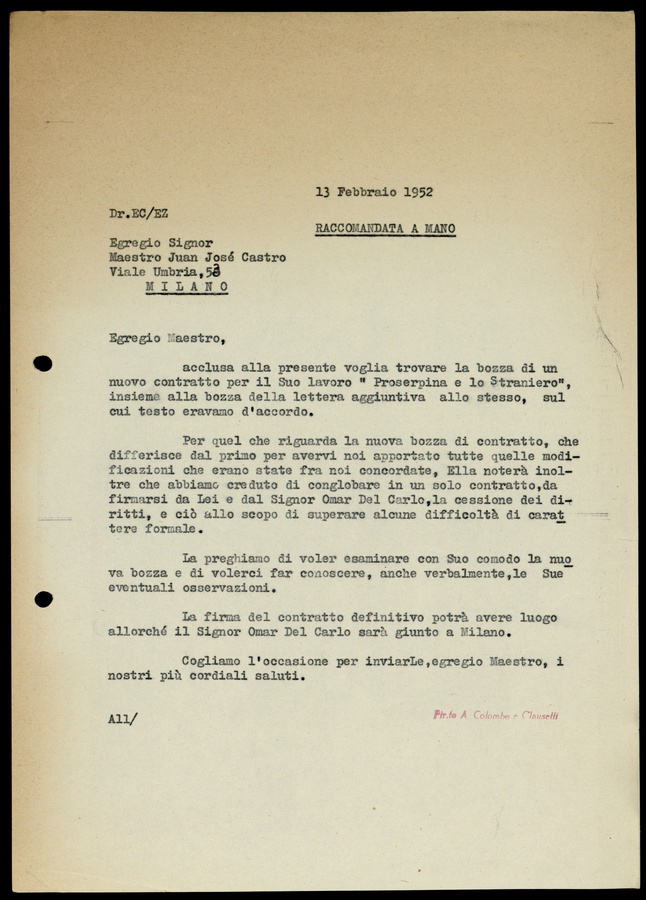 13 Febbraio 1952
Dr.EC/EZ
RACCOMANDATA A MANO
Egregio Signor
Maestro Juan José Castro
Viale Umbria,
M I L A N O
Egregio Maestro,
acclusa alla presente voglia trovare la bozza di un
nuovo contratto per il Suo lavoro " Proserpina e lo Straniero",
insieme alla bozza della lettera aggiuntiva allo stesso, sul
cui testo eravamo d'accordo.
Per quel che riguarda la nuova bozza di contratto, che
differisce dal primo per avervi noi apportato tutte quelle modi-
ficazioni che erano state fra noi concordate, Ella noterà inol-
tre che abbiamo creduto di conglobare in un solo contratto,da
firmarsi da Lei e dal Signor Omar Del Carlo,la cessione dei di-
ritti, e ciò allo scopo di superare alcune difficoltà di carat
tere formale.
La preghiamo di voler esaminare con Suo comodo la nuo
va bozza e di volerci far conoscere, anche verbalmente,le Sue
eventuali osservazioni.
La firma del contratto definitivo potrà avere luogo
allorché il Signor Omar Del Carlo sarà giunto a Milano.
Cogliamo l'occasione per inviarLe,egregio Maestro, i
nostri più cordiali saluti.
All/
F.to A. Colombo e Clausetti